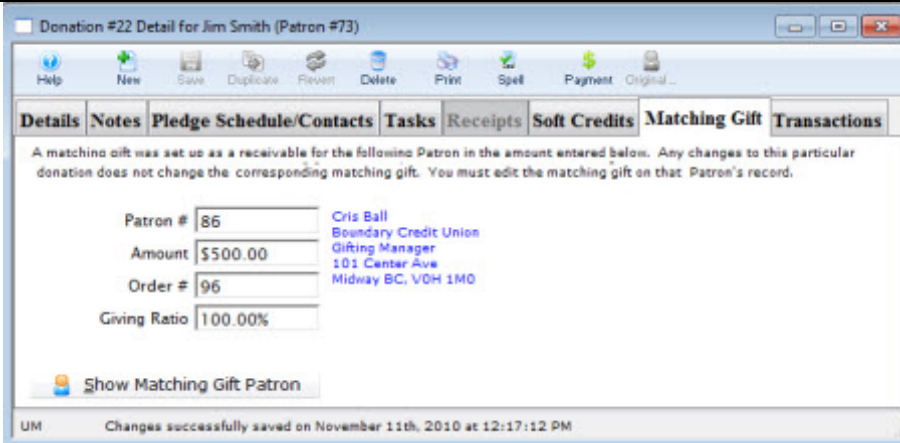 Donation #22 Detail for Jim Smith (Patron #73)
Help New Save Duplicate Revert Delete Print Spell Payment Original...
Details Notes Pledge Schedule/Contacts Tasks Receipts Soft Credits Matching Gift Transactions
A matching gift was set up as a receivable for the following Patron in the amount entered below. Any changes to this particular
donation does not change the corresponding matching gift. You must edit the matching gift on that Patron's record.
Patron # 86
Amount $500.00
Order # 96
Giving Ratio 100.00%
Cris Ball
Boundary Credit Union
Gifting Manager
101 Center Ave
Midway BC, V0H 1M0
Show Matching Gift Patron
UM Changes successfully saved on November 11th, 2010 at 12:17:12 PM